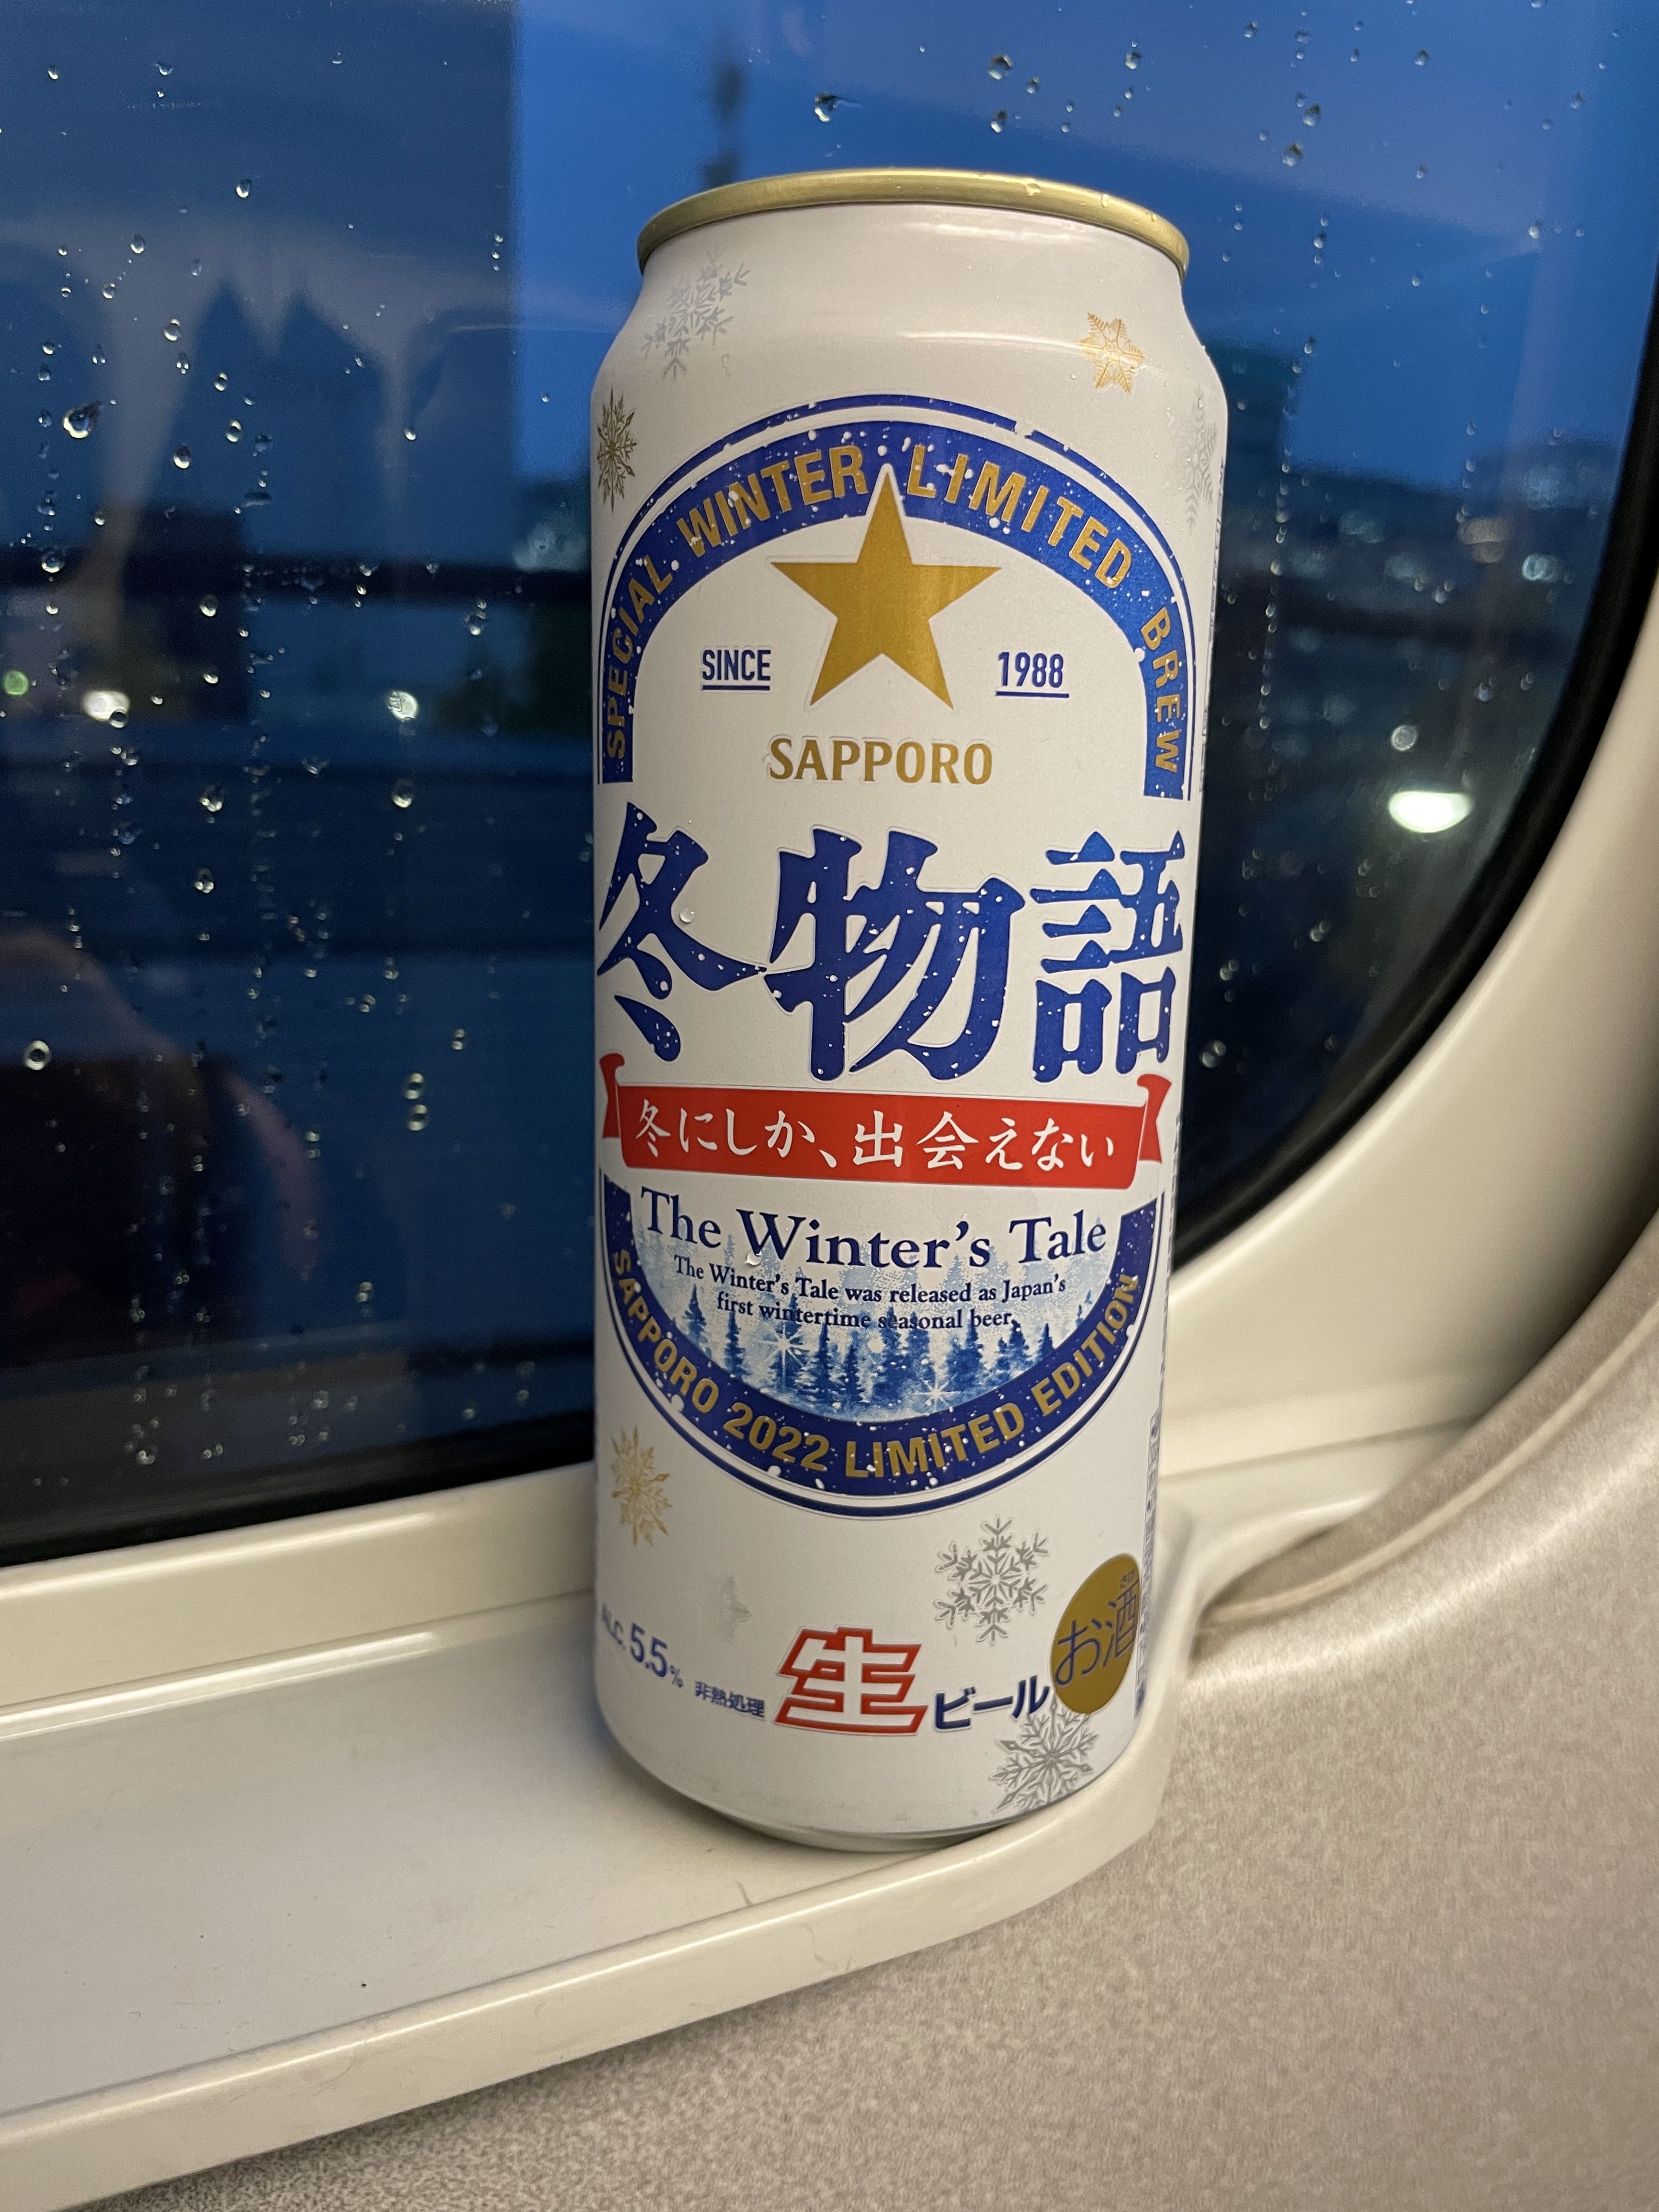 SPECIAL WINTER LIMITED BREW
SINCE 1988
SAPPORO
冬物語
冬にしか、出会えない
The Winter's Tale
The Winter's Tale was released as Japan's
first wintertime seasonal beer.
SAPPORO 2022 LIMITED EDITION
ALC. 5.5% 非熱処理 生ビール お酒